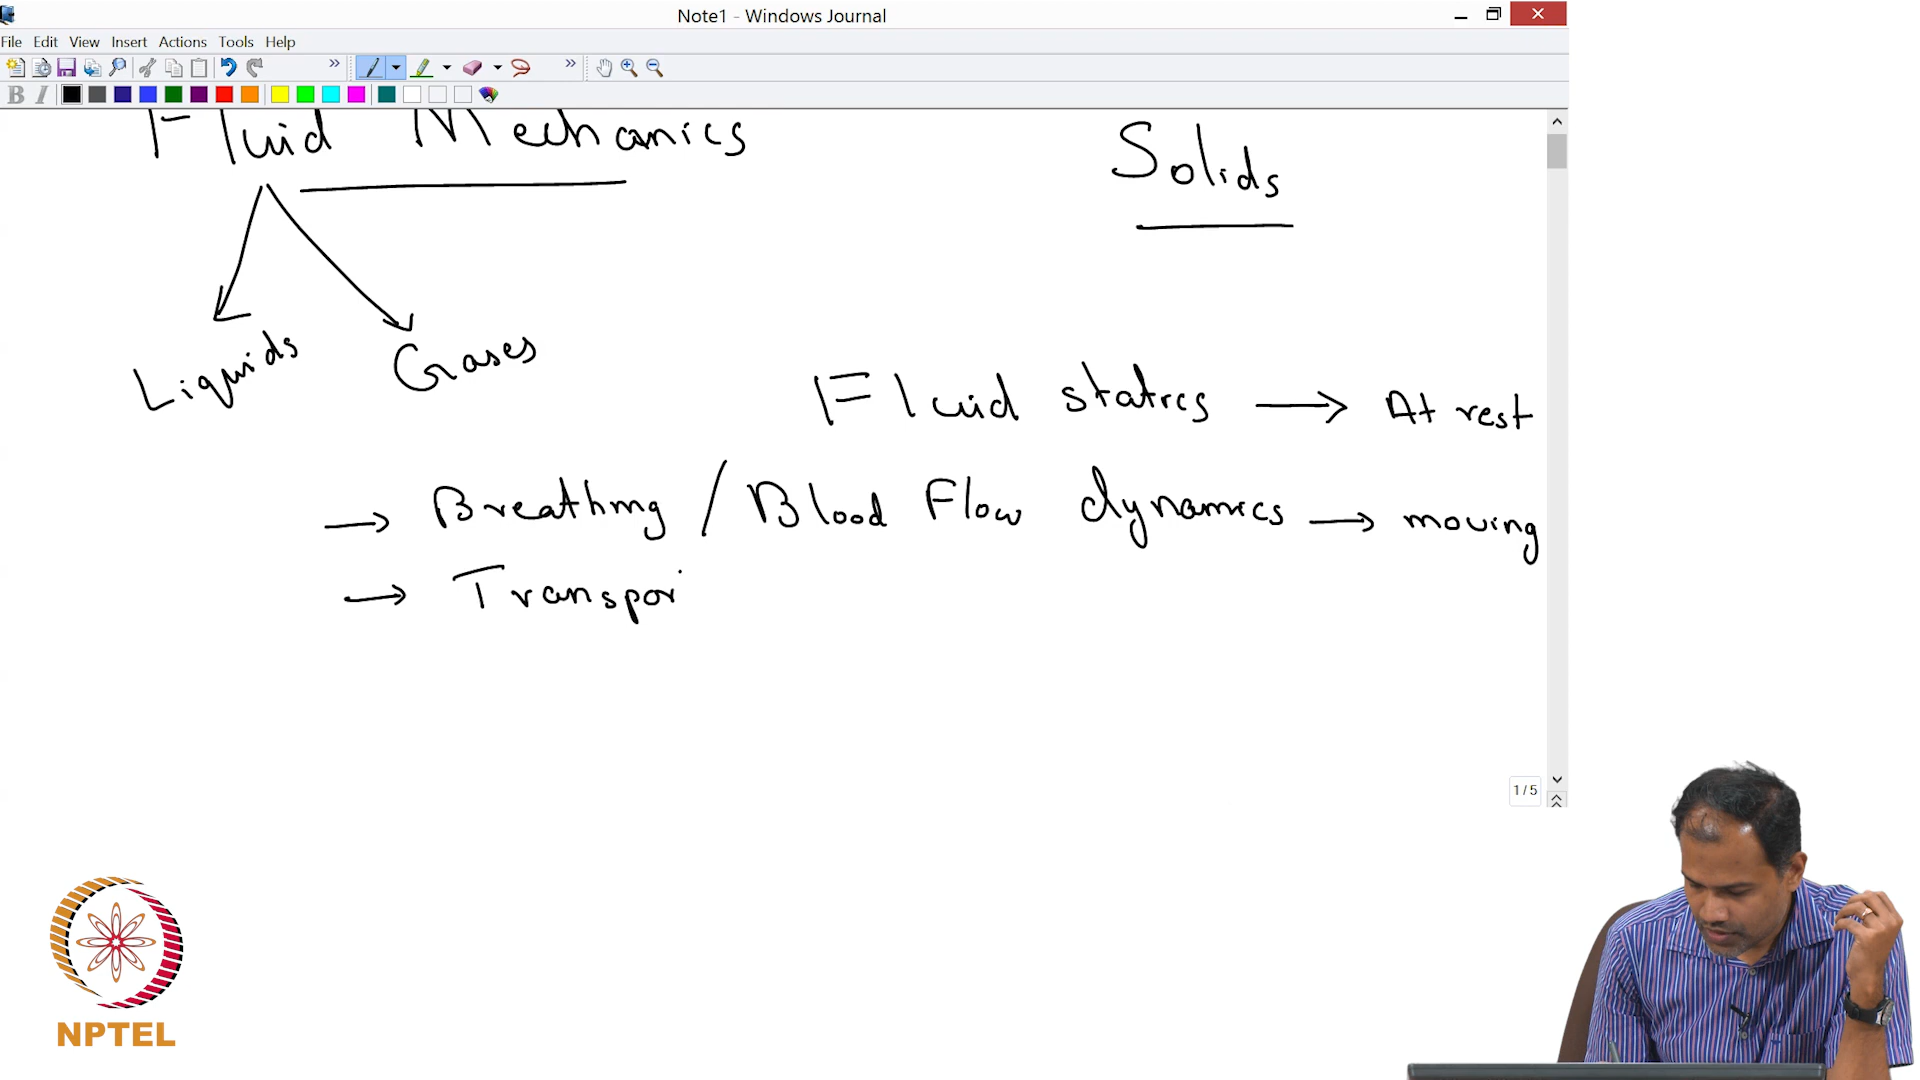 Note1 - Windows Journal
File Edit View Insert Actions Tools Help
B I
Fluid Mechanics
Solids
Liquids
Gases
Fluid statics → At rest
→ Breathing / Blood Flow dynamics → moving
→ Transpor
1 / 5
NPTEL